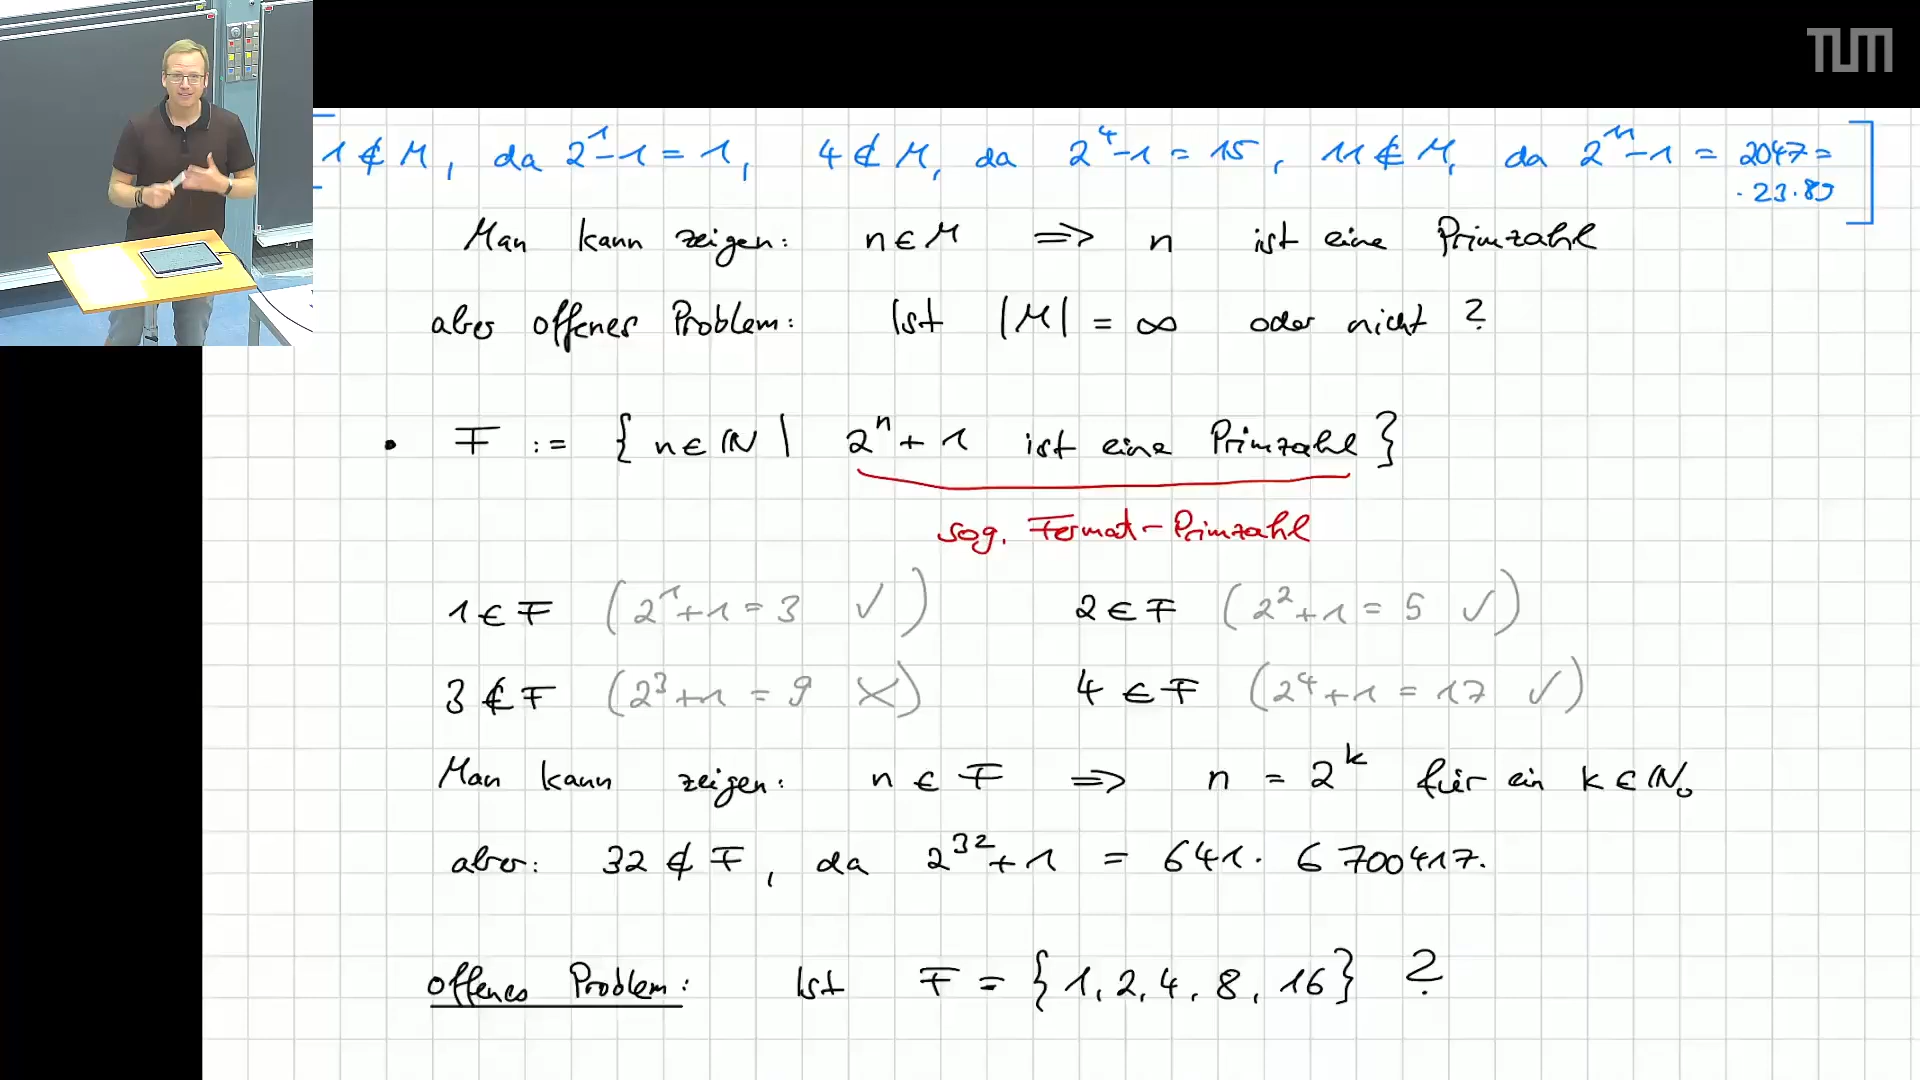 TUM
1 ∉ M, da 2¹-1 = 1, 4 ∉ M, da 2⁴-1 = 15, 11 ∉ M, da 2¹¹-1 = 2047 =
· 23·89
Man kann zeigen: n ∈ M ⟹ n ist eine Primzahl
aber offenes Problem: Ist |M| = ∞ oder nicht ?
• F := { n ∈ ℕ | 2ⁿ + 1 ist eine Primzahl }
sog. Fermat-Primzahl
1 ∈ F (2¹+1 = 3 ✓) 2 ∈ F (2²+1 = 5 ✓)
3 ∉ F (2³+1 = 9 ✗) 4 ∈ F (2⁴+1 = 17 ✓)
Man kann zeigen: n ∈ F ⟹ n = 2ᵏ für ein k ∈ ℕ₀
aber: 32 ∉ F, da 2³²+1 = 641 · 6 700417.
offenes Problem: Ist F = {1, 2, 4, 8, 16} ?